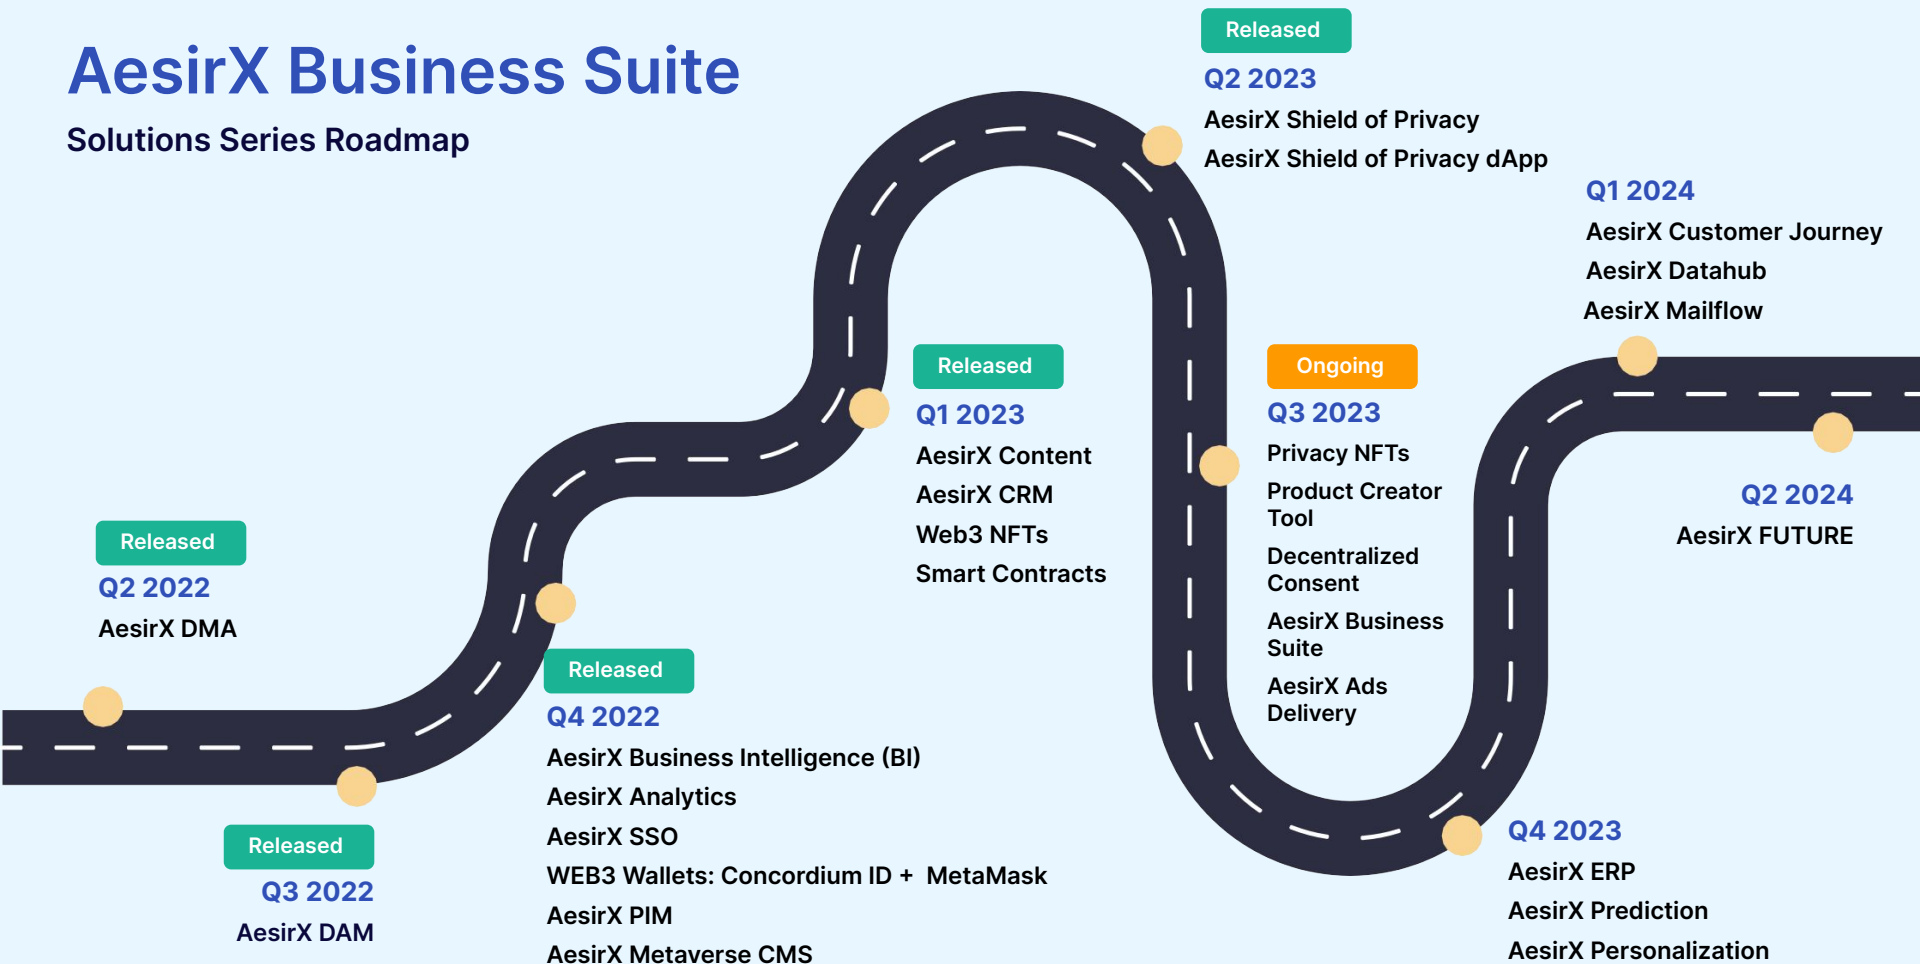 AesirX Business Suite
Solutions Series Roadmap
Released
Q2 2022
AesirX DMA
Released
Q3 2022
AesirX DAM
Released
Q4 2022
AesirX Business Intelligence (BI)
AesirX Analytics
AesirX SSO
WEB3 Wallets: Concordium ID + MetaMask
AesirX PIM
AesirX Metaverse CMS
Released
Q1 2023
AesirX Content
AesirX CRM
Web3 NFTs
Smart Contracts
Released
Q2 2023
AesirX Shield of Privacy
AesirX Shield of Privacy dApp
Ongoing
Q3 2023
Privacy NFTs
Product Creator
Tool
Decentralized
Consent
AesirX Business
Suite
AesirX Ads
Delivery
Q4 2023
AesirX ERP
AesirX Prediction
AesirX Personalization
Q1 2024
AesirX Customer Journey
AesirX Datahub
AesirX Mailflow
Q2 2024
AesirX FUTURE